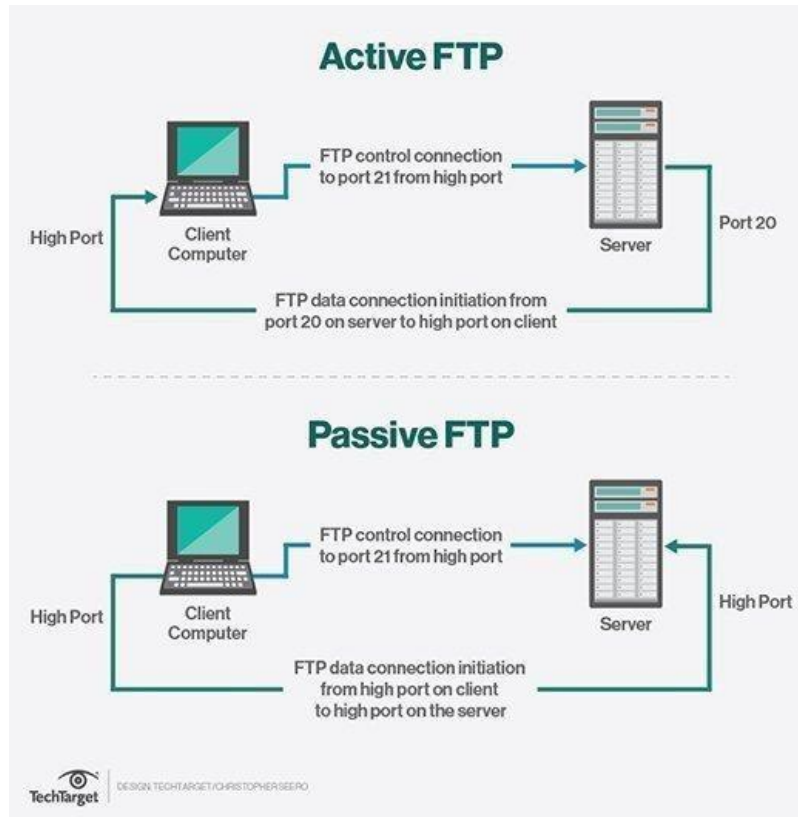 Active FTP
FTP control connection
to port 21 from high port
High Port
Client
Computer
Server
Port 20
FTP data connection initiation from
port 20 on server to high port on client
Passive FTP
FTP control connection
to port 21 from high port
High Port
Client
Computer
Server
High Port
FTP data connection initiation
from high port on client
to high port on the server
TechTarget
DESIGN: TECHTARGET/CHRISTOPHER SEERO